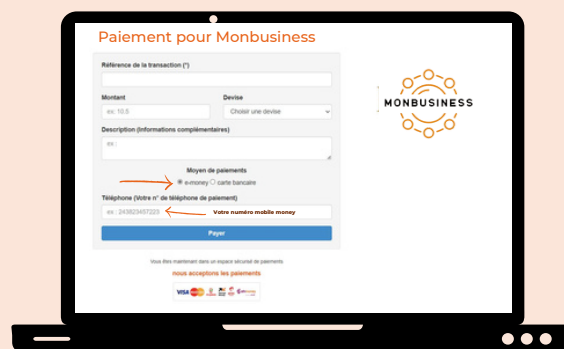 Paiement pour Monbusiness
Référence de la transaction (*)
Montant
Devise
ex: 10.5
Choisir une devise
Description (Informations complémentaires)
ex :
Moyen de paiements
e-money
carte bancaire
Téléphone (Votre n° de téléphone de paiement)
ex : 243823457223
Votre numéro mobile money
Payer
Vous êtes maintenant dans un espace sécurisé de paiements
nous acceptons les paiements
VISA
MONBUSINESS